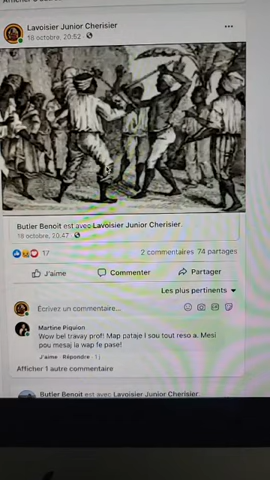 Lavoisier Junior Cherisier
18 octobre, 20:52
Butler Benoit est avec Lavoisier Junior Cherisier.
18 octobre, 20:47
17
2 commentaires 74 partages
J'aime Commenter Partager
Les plus pertinents
Écrivez un commentaire...
Martine Piquion
Wow bel travay prof! Map pataje l sou tout reso a. Mesi
pou mesaj la wap fe pase!
J'aime Répondre 1 j
Afficher 1 autre commentaire
Butler Benoit est avec Lavoisier Junior Cherisier